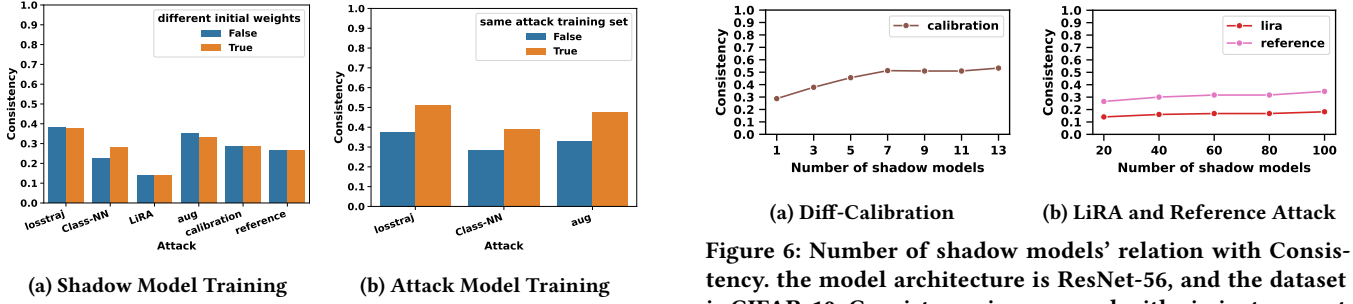 different initial weights
False
True
Consistency
1.0
0.9
0.8
0.7
0.6
0.5
0.4
0.3
0.2
0.1
0.0
losstraj
Class-NN
LiRA
aug
calibration
reference
Attack
(a) Shadow Model Training
same attack training set
False
True
Consistency
1.0
0.9
0.8
0.7
0.6
0.5
0.4
0.3
0.2
0.1
0.0
losstraj
Class-NN
aug
Attack
(b) Attack Model Training
calibration
Consistency
1.0
0.9
0.8
0.7
0.6
0.5
0.4
0.3
0.2
0.1
0.0
1 3 5 7 9 11 13
Number of shadow models
(a) Diff-Calibration
lira
reference
Consistency
1.0
0.9
0.8
0.7
0.6
0.5
0.4
0.3
0.2
0.1
0.0
20 40 60 80 100
Number of shadow models
(b) LiRA and Reference Attack
Figure 6: Number of shadow models' relation with Consis-
tency. the model architecture is ResNet-56, and the dataset